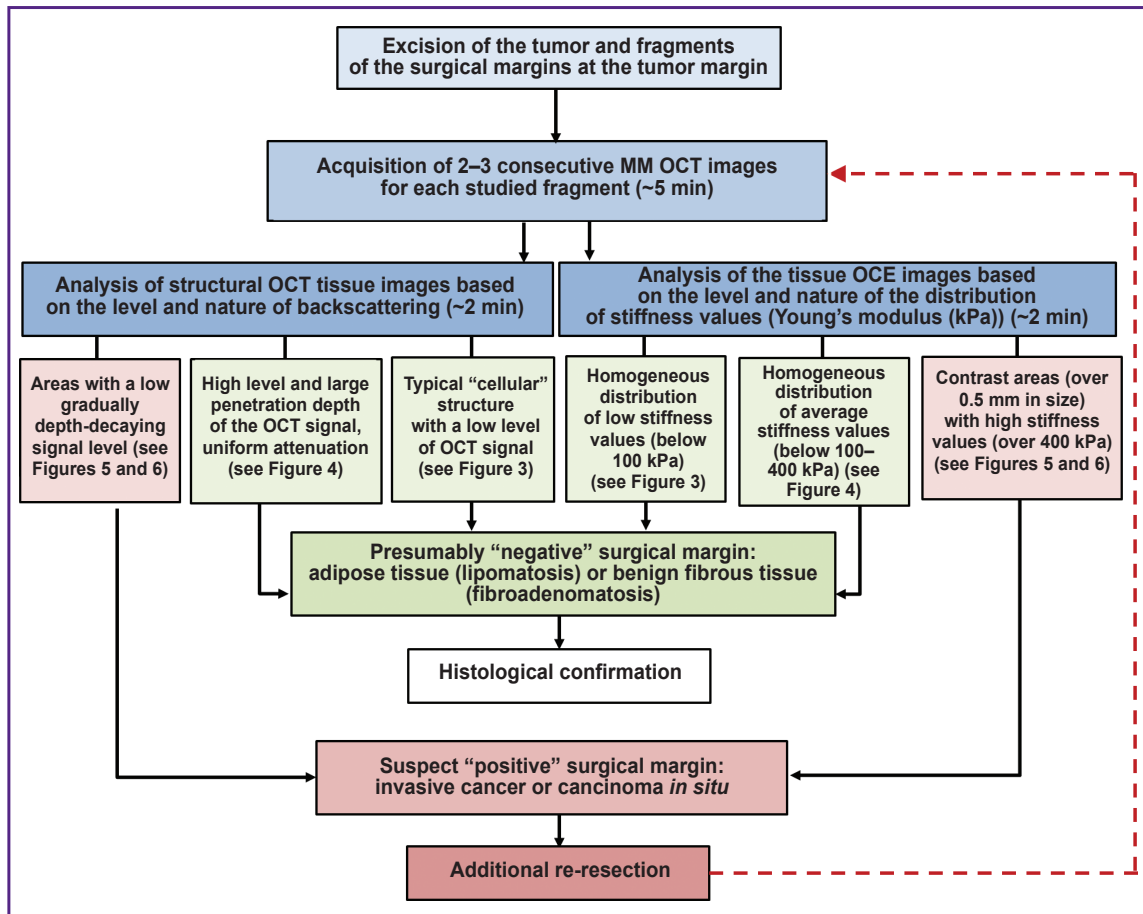 Excision of the tumor and fragments
of the surgical margins at the tumor margin
Acquisition of 2–3 consecutive MM OCT images
for each studied fragment (~5 min)
Analysis of structural OCT tissue images based
on the level and nature of backscattering (~2 min)
Analysis of the tissue OCE images based
on the level and nature of the distribution
of stiffness values (Young's modulus (kPa)) (~2 min)
Areas with a low
gradually
depth-decaying
signal level (see
Figures 5 and 6)
High level and large
penetration depth
of the OCT signal,
uniform attenuation
(see Figure 4)
Typical “cellular”
structure
with a low level
of OCT signal
(see Figure 3)
Homogeneous
distribution
of low stiffness
values (below
100 kPa)
(see Figure 3)
Homogeneous
distribution
of average
stiffness values
(below 100–
400 kPa) (see
Figure 4)
Contrast areas (over
0.5 mm in size)
with high stiffness
values (over 400 kPa)
(see Figures 5 and 6)
Presumably “negative” surgical margin:
adipose tissue (lipomatosis) or benign fibrous tissue
(fibroadenomatosis)
Histological confirmation
Suspect “positive” surgical margin:
invasive cancer or cancinoma in situ
Additional re-resection